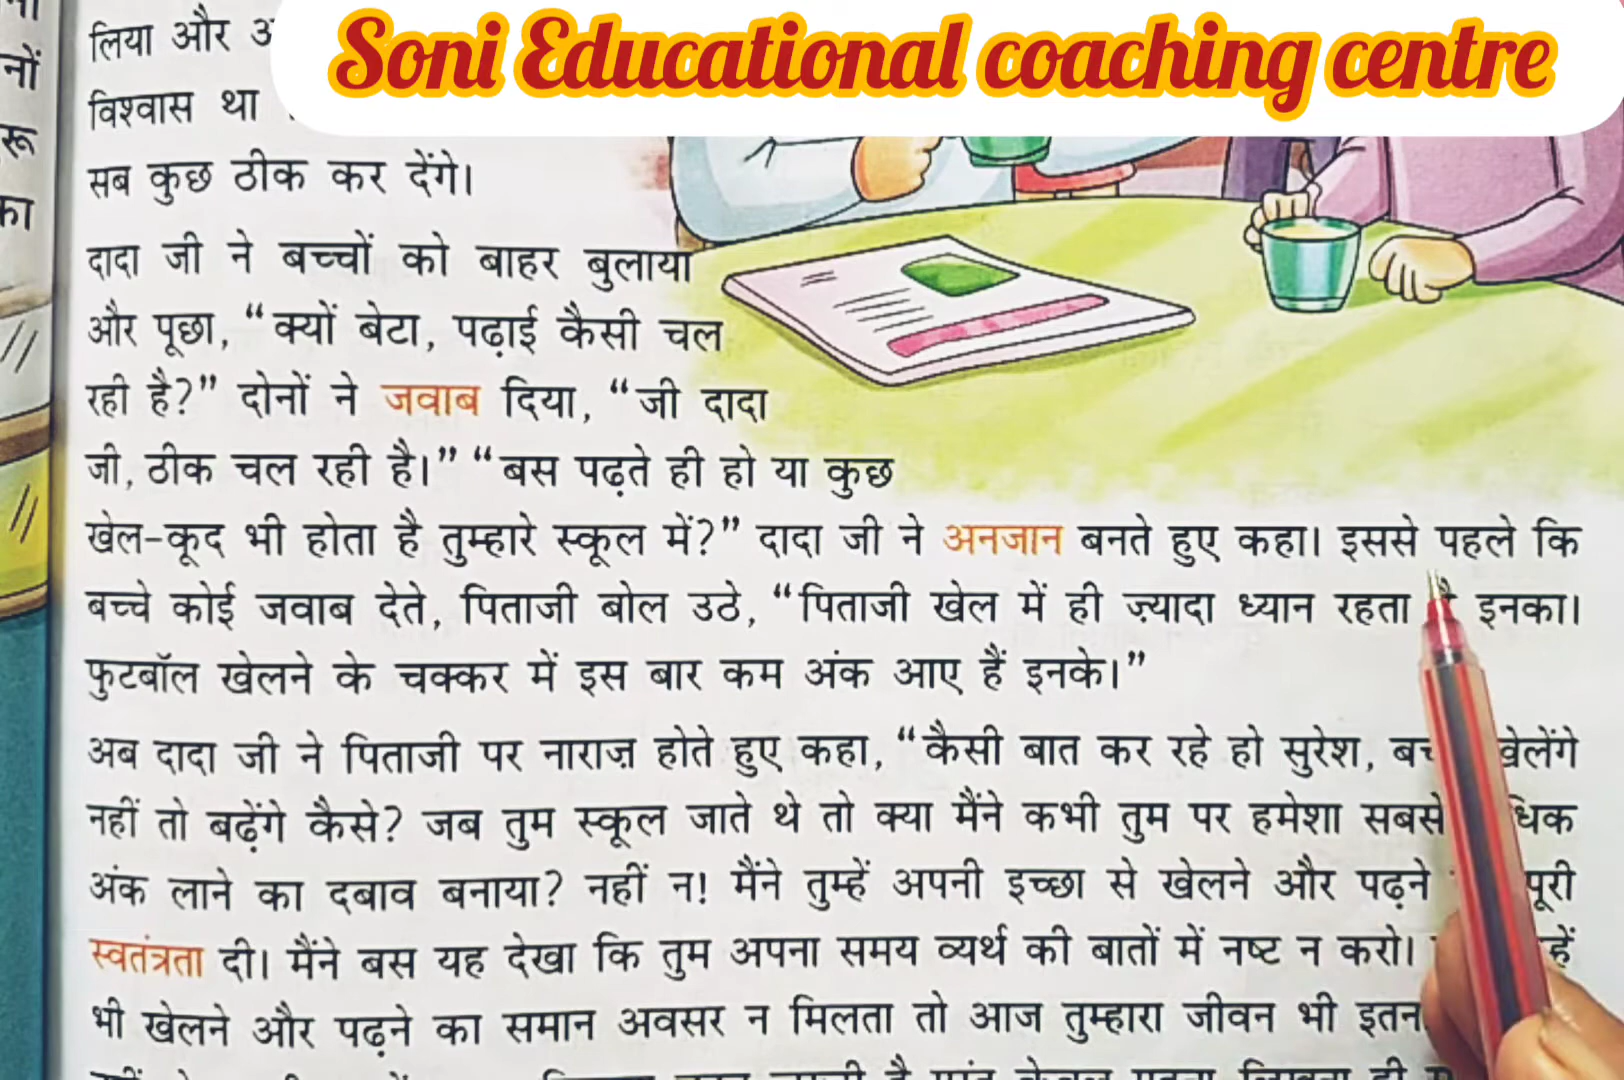 Soni Educational coaching centre
लिया और
विश्वास था
सब कुछ ठीक कर देंगे।
दादा जी ने बच्चों को बाहर बुलाया
और पूछा, “क्यों बेटा, पढ़ाई कैसी चल
रही है?” दोनों ने जवाब दिया, “जी दादा
जी, ठीक चल रही है।” “बस पढ़ते ही हो या कुछ
खेल-कूद भी होता है तुम्हारे स्कूल में?” दादा जी ने अनजान बनते हुए कहा। इससे पहले कि
बच्चे कोई जवाब देते, पिताजी बोल उठे, “पिताजी खेल में ही ज़्यादा ध्यान रहता है इनका।
फुटबॉल खेलने के चक्कर में इस बार कम अंक आए हैं इनके।”
अब दादा जी ने पिताजी पर नाराज़ होते हुए कहा, “कैसी बात कर रहे हो सुरेश, खेलेंगे
नहीं तो बढ़ेंगे कैसे? जब तुम स्कूल जाते थे तो क्या मैंने कभी तुम पर हमेशा सबसे
अंक लाने का दबाव बनाया? नहीं न! मैंने तुम्हें अपनी इच्छा से खेलने और पढ़ने पूरी
स्वतंत्रता दी। मैंने बस यह देखा कि तुम अपना समय व्यर्थ की बातों में नष्ट न करो।
भी खेलने और पढ़ने का समान अवसर न मिलता तो आज तुम्हारा जीवन भी